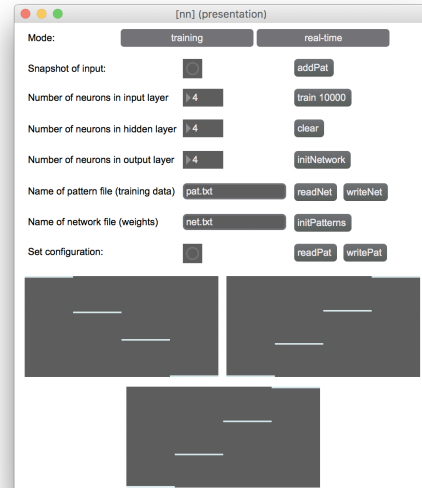 [nn] (presentation)
Mode: training real-time
Snapshot of input: addPat
Number of neurons in input layer 4 train 10000
Number of neurons in hidden layer 4 clear
Number of neurons in output layer 4 initNetwork
Name of pattern file (training data) pat.txt readNet writeNet
Name of network file (weights) net.txt initPatterns
Set configuration: readPat writePat